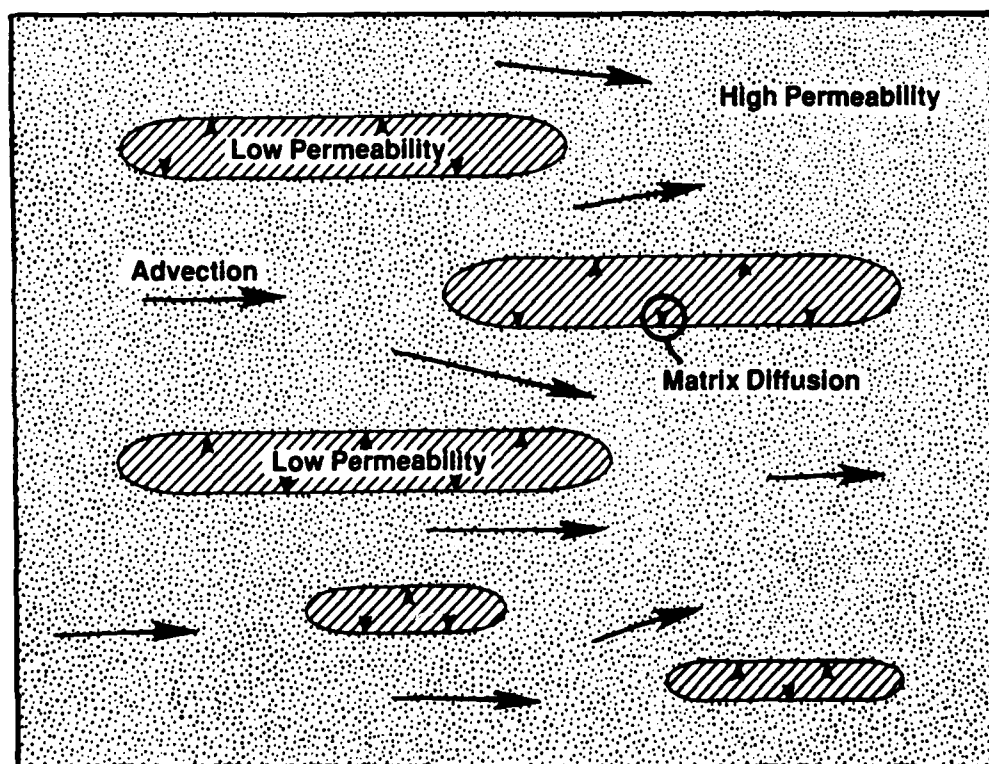 High Permeability
Low Permeability
Advection
Matrix Diffusion
Low Permeability